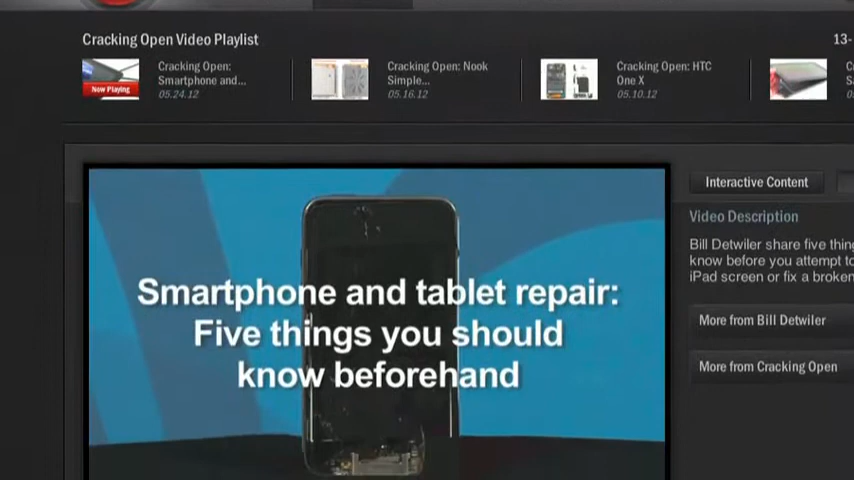 Cracking Open Video Playlist
13-
Cracking Open:
Smartphone and...
05.24.12
Now Playing
Cracking Open: Nook
Simple...
05.16.12
Cracking Open: HTC
One X
05.10.12
Interactive Content
Video Description
Bill Detwiler share five thing
know before you attempt to
iPad screen or fix a broken
More from Bill Detwiler
More from Cracking Open
Smartphone and tablet repair:
Five things you should
know beforehand